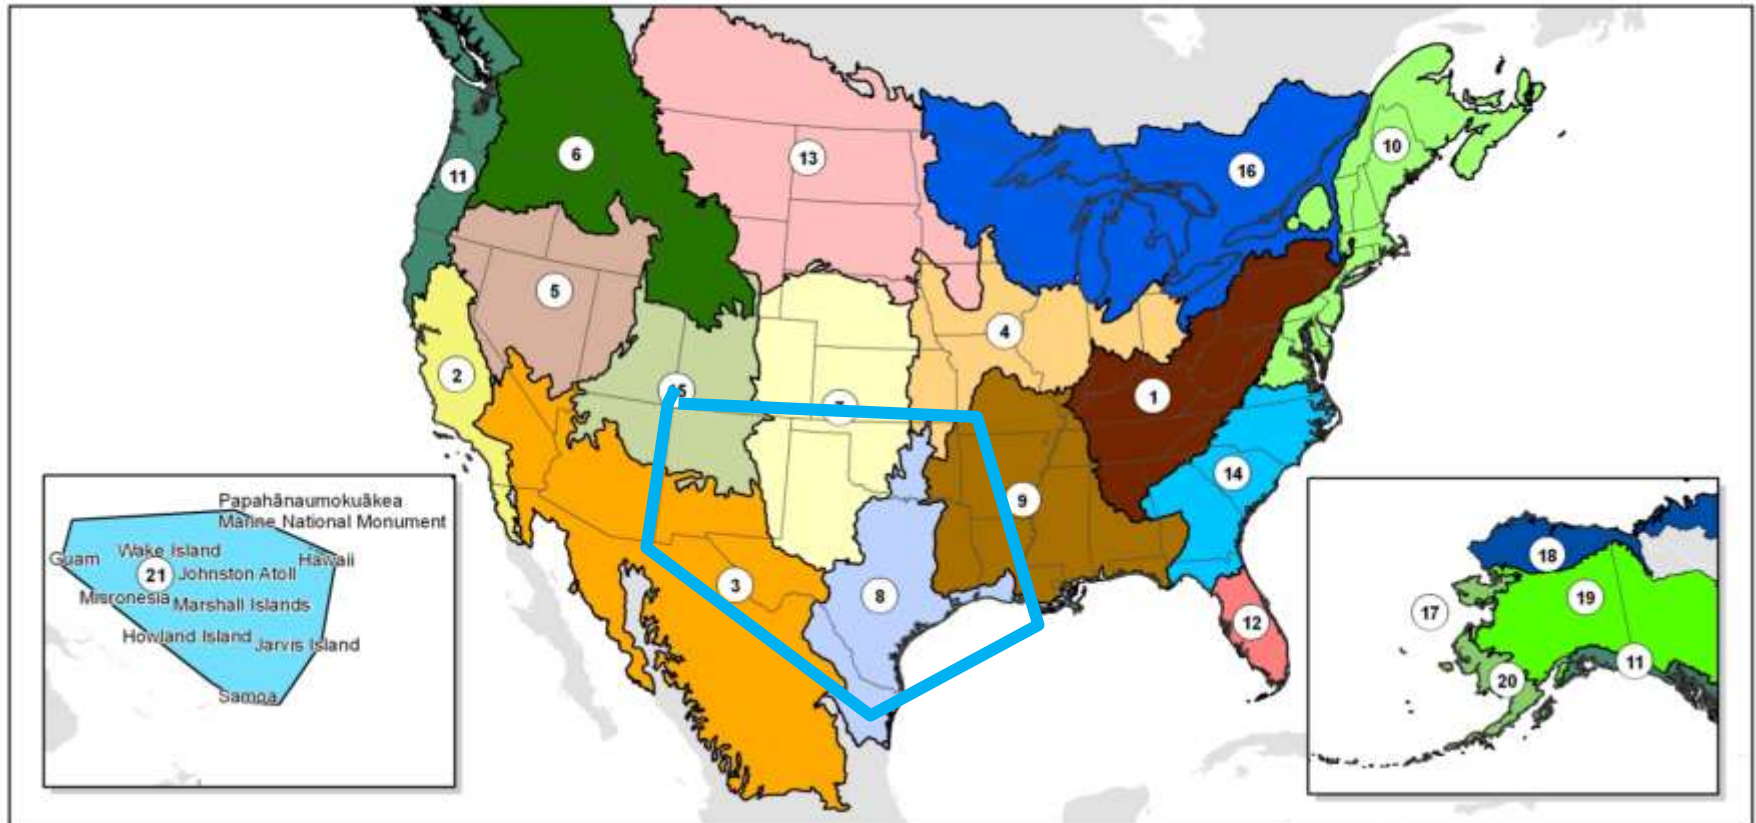 6
13
11
16
10
5
4
2
15
7
1
14
9
3
8
12
Papahānaumokuākea
Marine National Monument
Guam
Wake Island
Hawaii
21
Johnston Atoll
Micronesia
Marshall Islands
Howland Island
Jarvis Island
Samoa
18
17
19
11
20